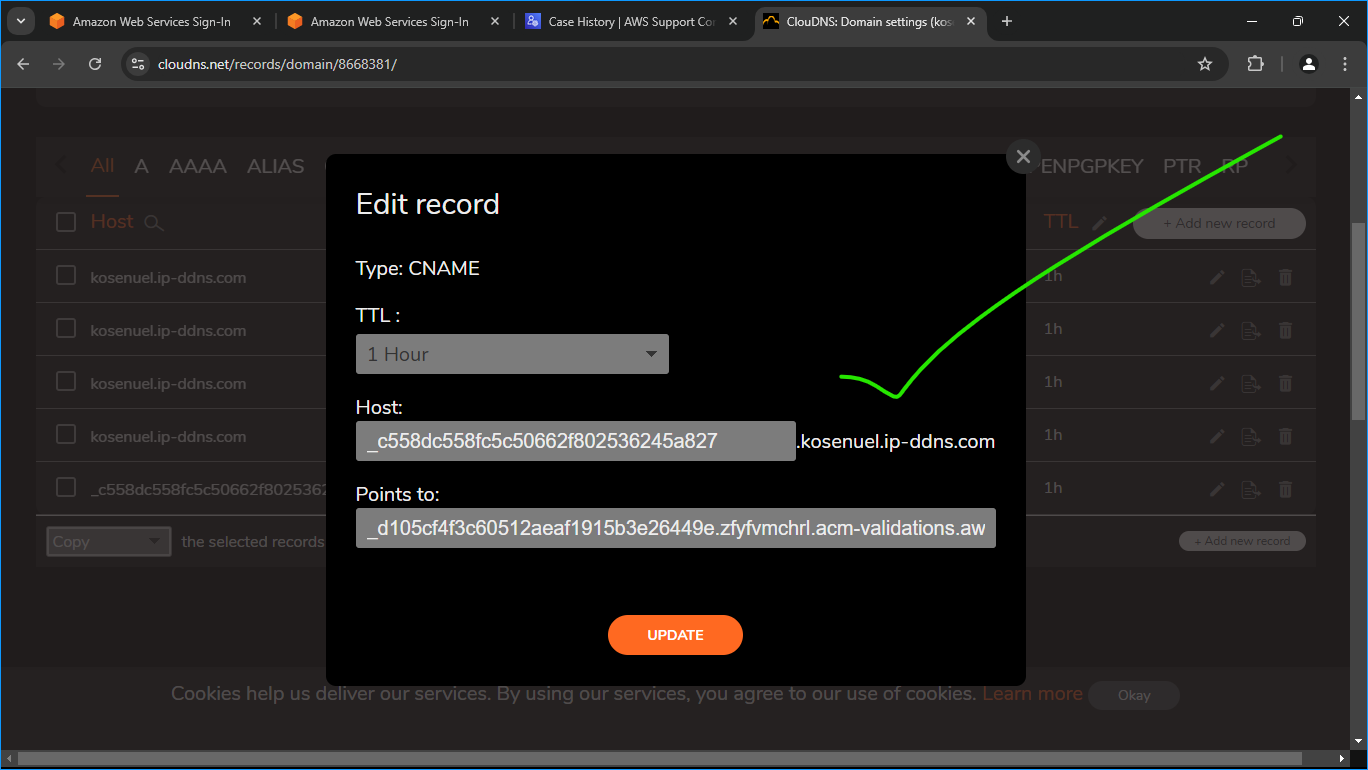 Amazon Web Services Sign-In
Amazon Web Services Sign-In
Case History | AWS Support Co
ClouDNS: Domain settings (kos
cloudns.net/records/domain/8668381/
All A AAAA ALIAS
PTR RP
Host
TTL
+ Add new record
kosenuel.ip-ddns.com
1h
kosenuel.ip-ddns.com
1h
kosenuel.ip-ddns.com
1h
kosenuel.ip-ddns.com
1h
_c558dc558fc5c50662f8025362
1h
Copy
the selected records
+ Add new record
Edit record
Type: CNAME
TTL :
1 Hour
Host:
_c558dc558fc5c50662f802536245a827
.kosenuel.ip-ddns.com
Points to:
_d105cf4f3c60512aeaf1915b3e26449e.zfyfvmchrl.acm-validations.aw
UPDATE
Cookies help us deliver our services. By using our services, you agree to our use of cookies. Learn more
Okay